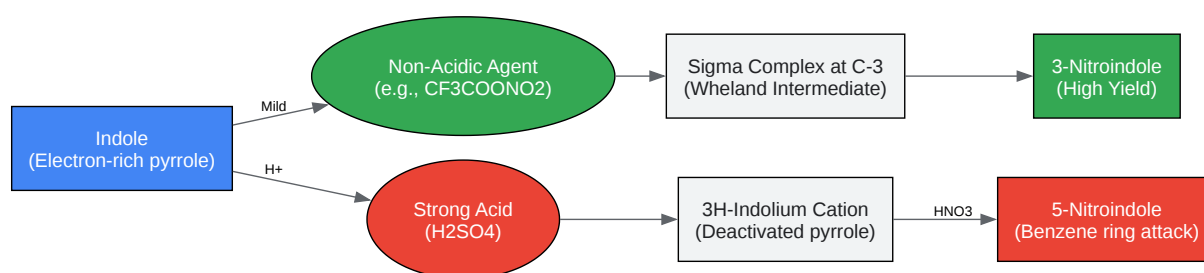 Indole
(Electron-rich pyrrole)
Mild
Non-Acidic Agent
(e.g., CF3COONO2)
Sigma Complex at C-3
(Wheland Intermediate)
3-Nitroindole
(High Yield)
H+
Strong Acid
(H2SO4)
3H-Indolium Cation
(Deactivated pyrrole)
HNO3
5-Nitroindole
(Benzene ring attack)